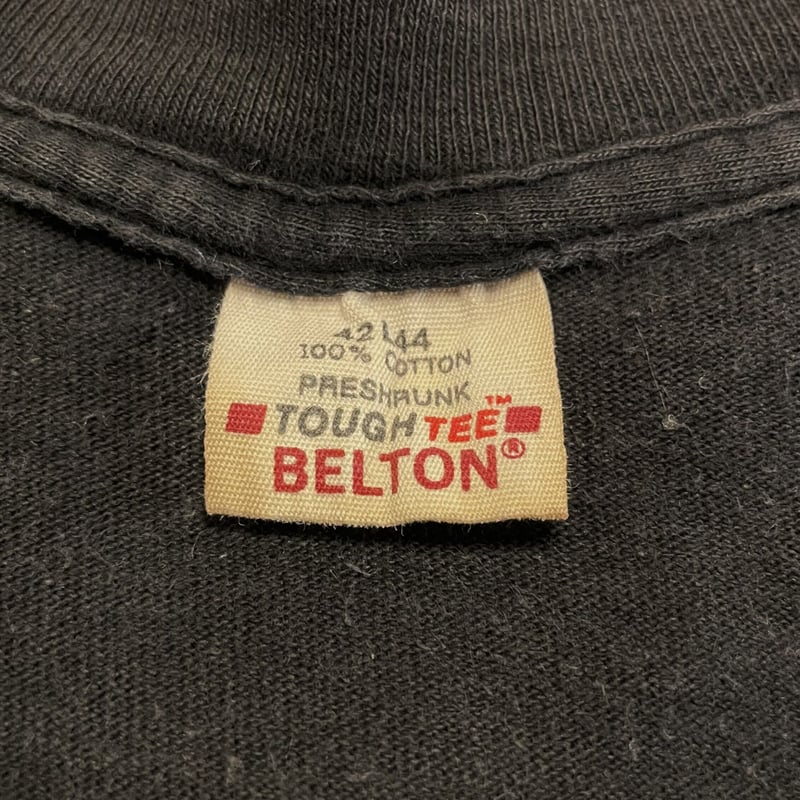 42 L 44
100% COTTON
PRESHRUNK
TOUGH TEE™
BELTON®